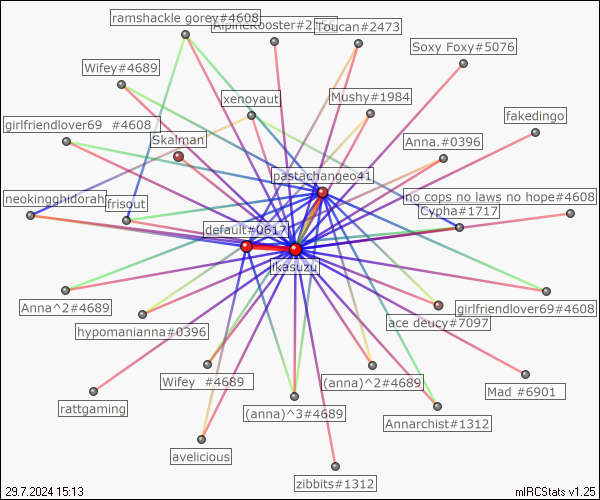 ramshackle gorey#4608
Toucan#2473
Soxy Foxy#5076
Wifey#4689
xenoyaut
Mushy#1984
fakedingo
girlfriendlover69 #4608
Skalman
Anna.#0396
pastachangeo41
neokingghidorah
frisout
no cops no laws no hope#4608
Cypha#1717
default#0617
ikasuzu
Anna^2#4689
hypomanianna#0396
ace deucy#7097
girlfriendlover69#4608
Wifey #4689
(anna)^2#4689
Mad #6901
rattgaming
(anna)^3#4689
Annarchist#1312
avelicious
zibbits#1312
29.7.2024 15:13
mIRCStats v1.25